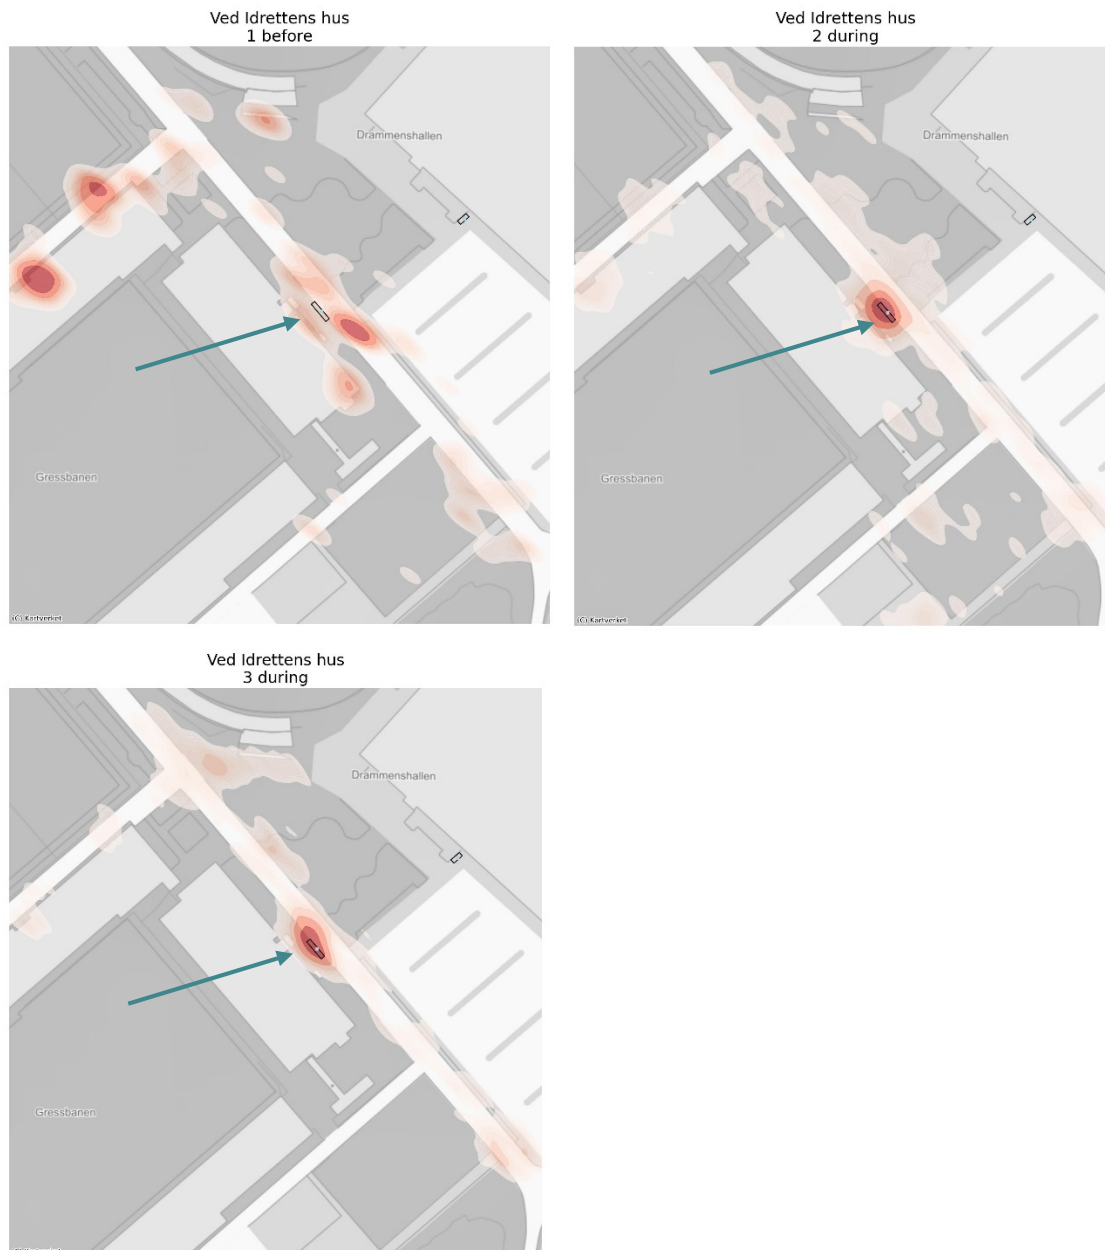 Ved Idrettens hus
1 before
Drammenshallen
Gressbanen
(C) Kartverket
Ved Idrettens hus
2 during
Drammenshallen
Gressbanen
(C) Kartverket
Ved Idrettens hus
3 during
Drammenshallen
Gressbanen